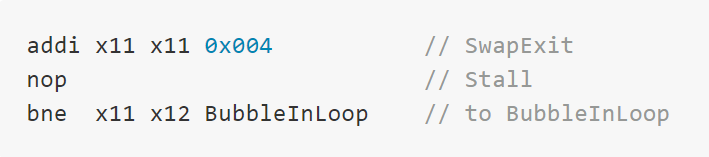 addi x11 x11 0x004 // SwapExit
nop // Stall
bne x11 x12 BubbleInLoop // to BubbleInLoop